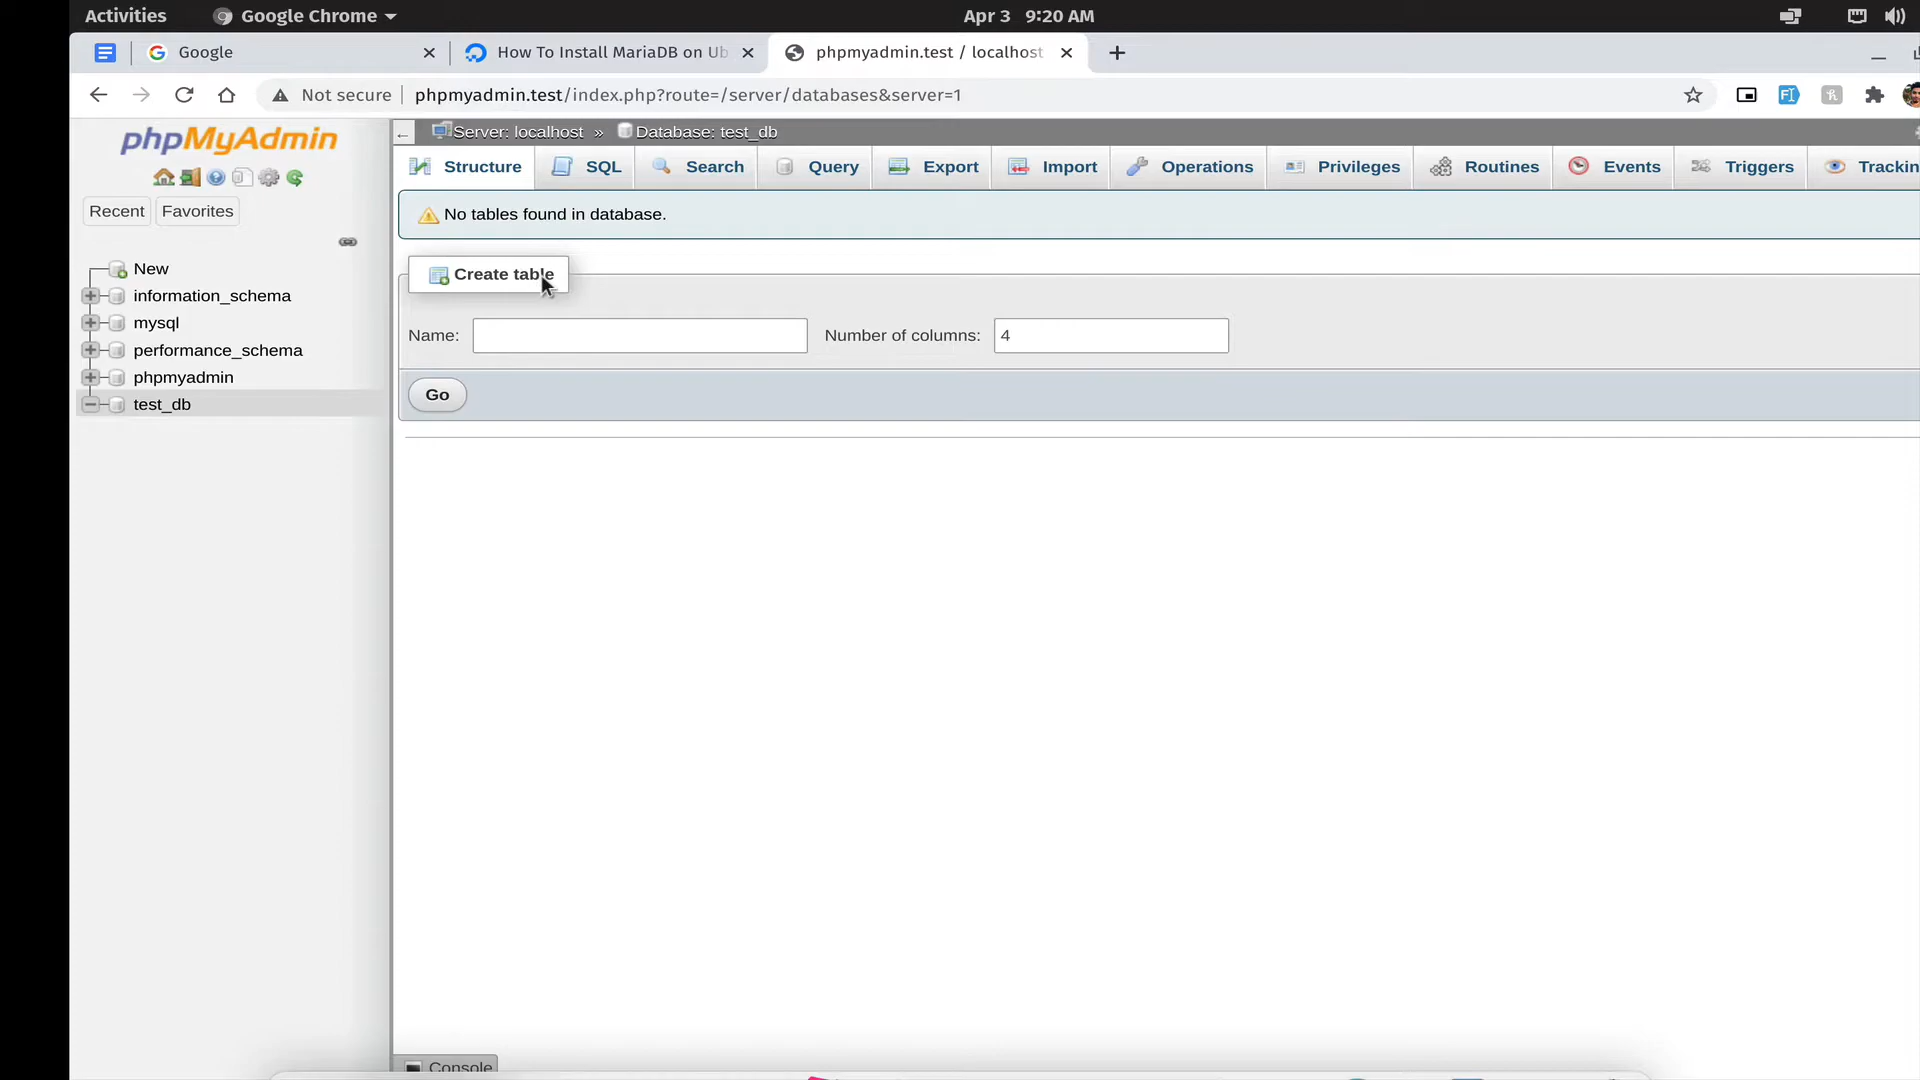 Activities Google Chrome Apr 3 9:20 AM
Google How To Install MariaDB on Ub phpmyadmin.test / localhost
Not secure phpmyadmin.test/index.php?route=/server/databases&server=1
phpMyAdmin
Server: localhost » Database: test_db
Structure SQL Search Query Export Import Operations Privileges Routines Events Triggers Trackin
Recent Favorites
No tables found in database.
New
information_schema
mysql
performance_schema
phpmyadmin
test_db
Create table
Name: Number of columns: 4
Go
Console